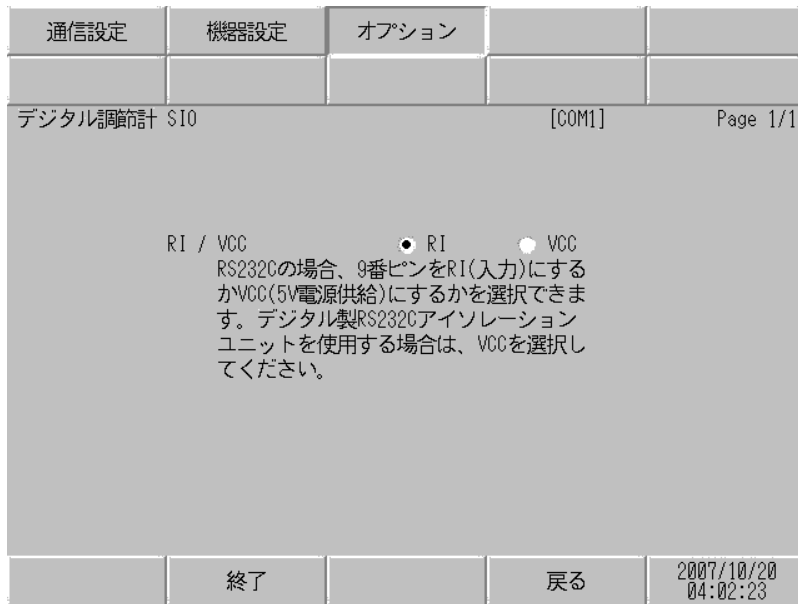 通信設定 機器設定 オプション
デジタル調節計 SIO [COM1] Page 1/1
RI / VCC RI VCC
RS232Cの場合、9番ピンをRI(入力)にする
かVCC(5V電源供給)にするかを選択できま
す。デジタル製RS232Cアイソレーション
ユニットを使用する場合は、VCCを選択し
てください。
終了 戻る 2007/10/20
04:02:23